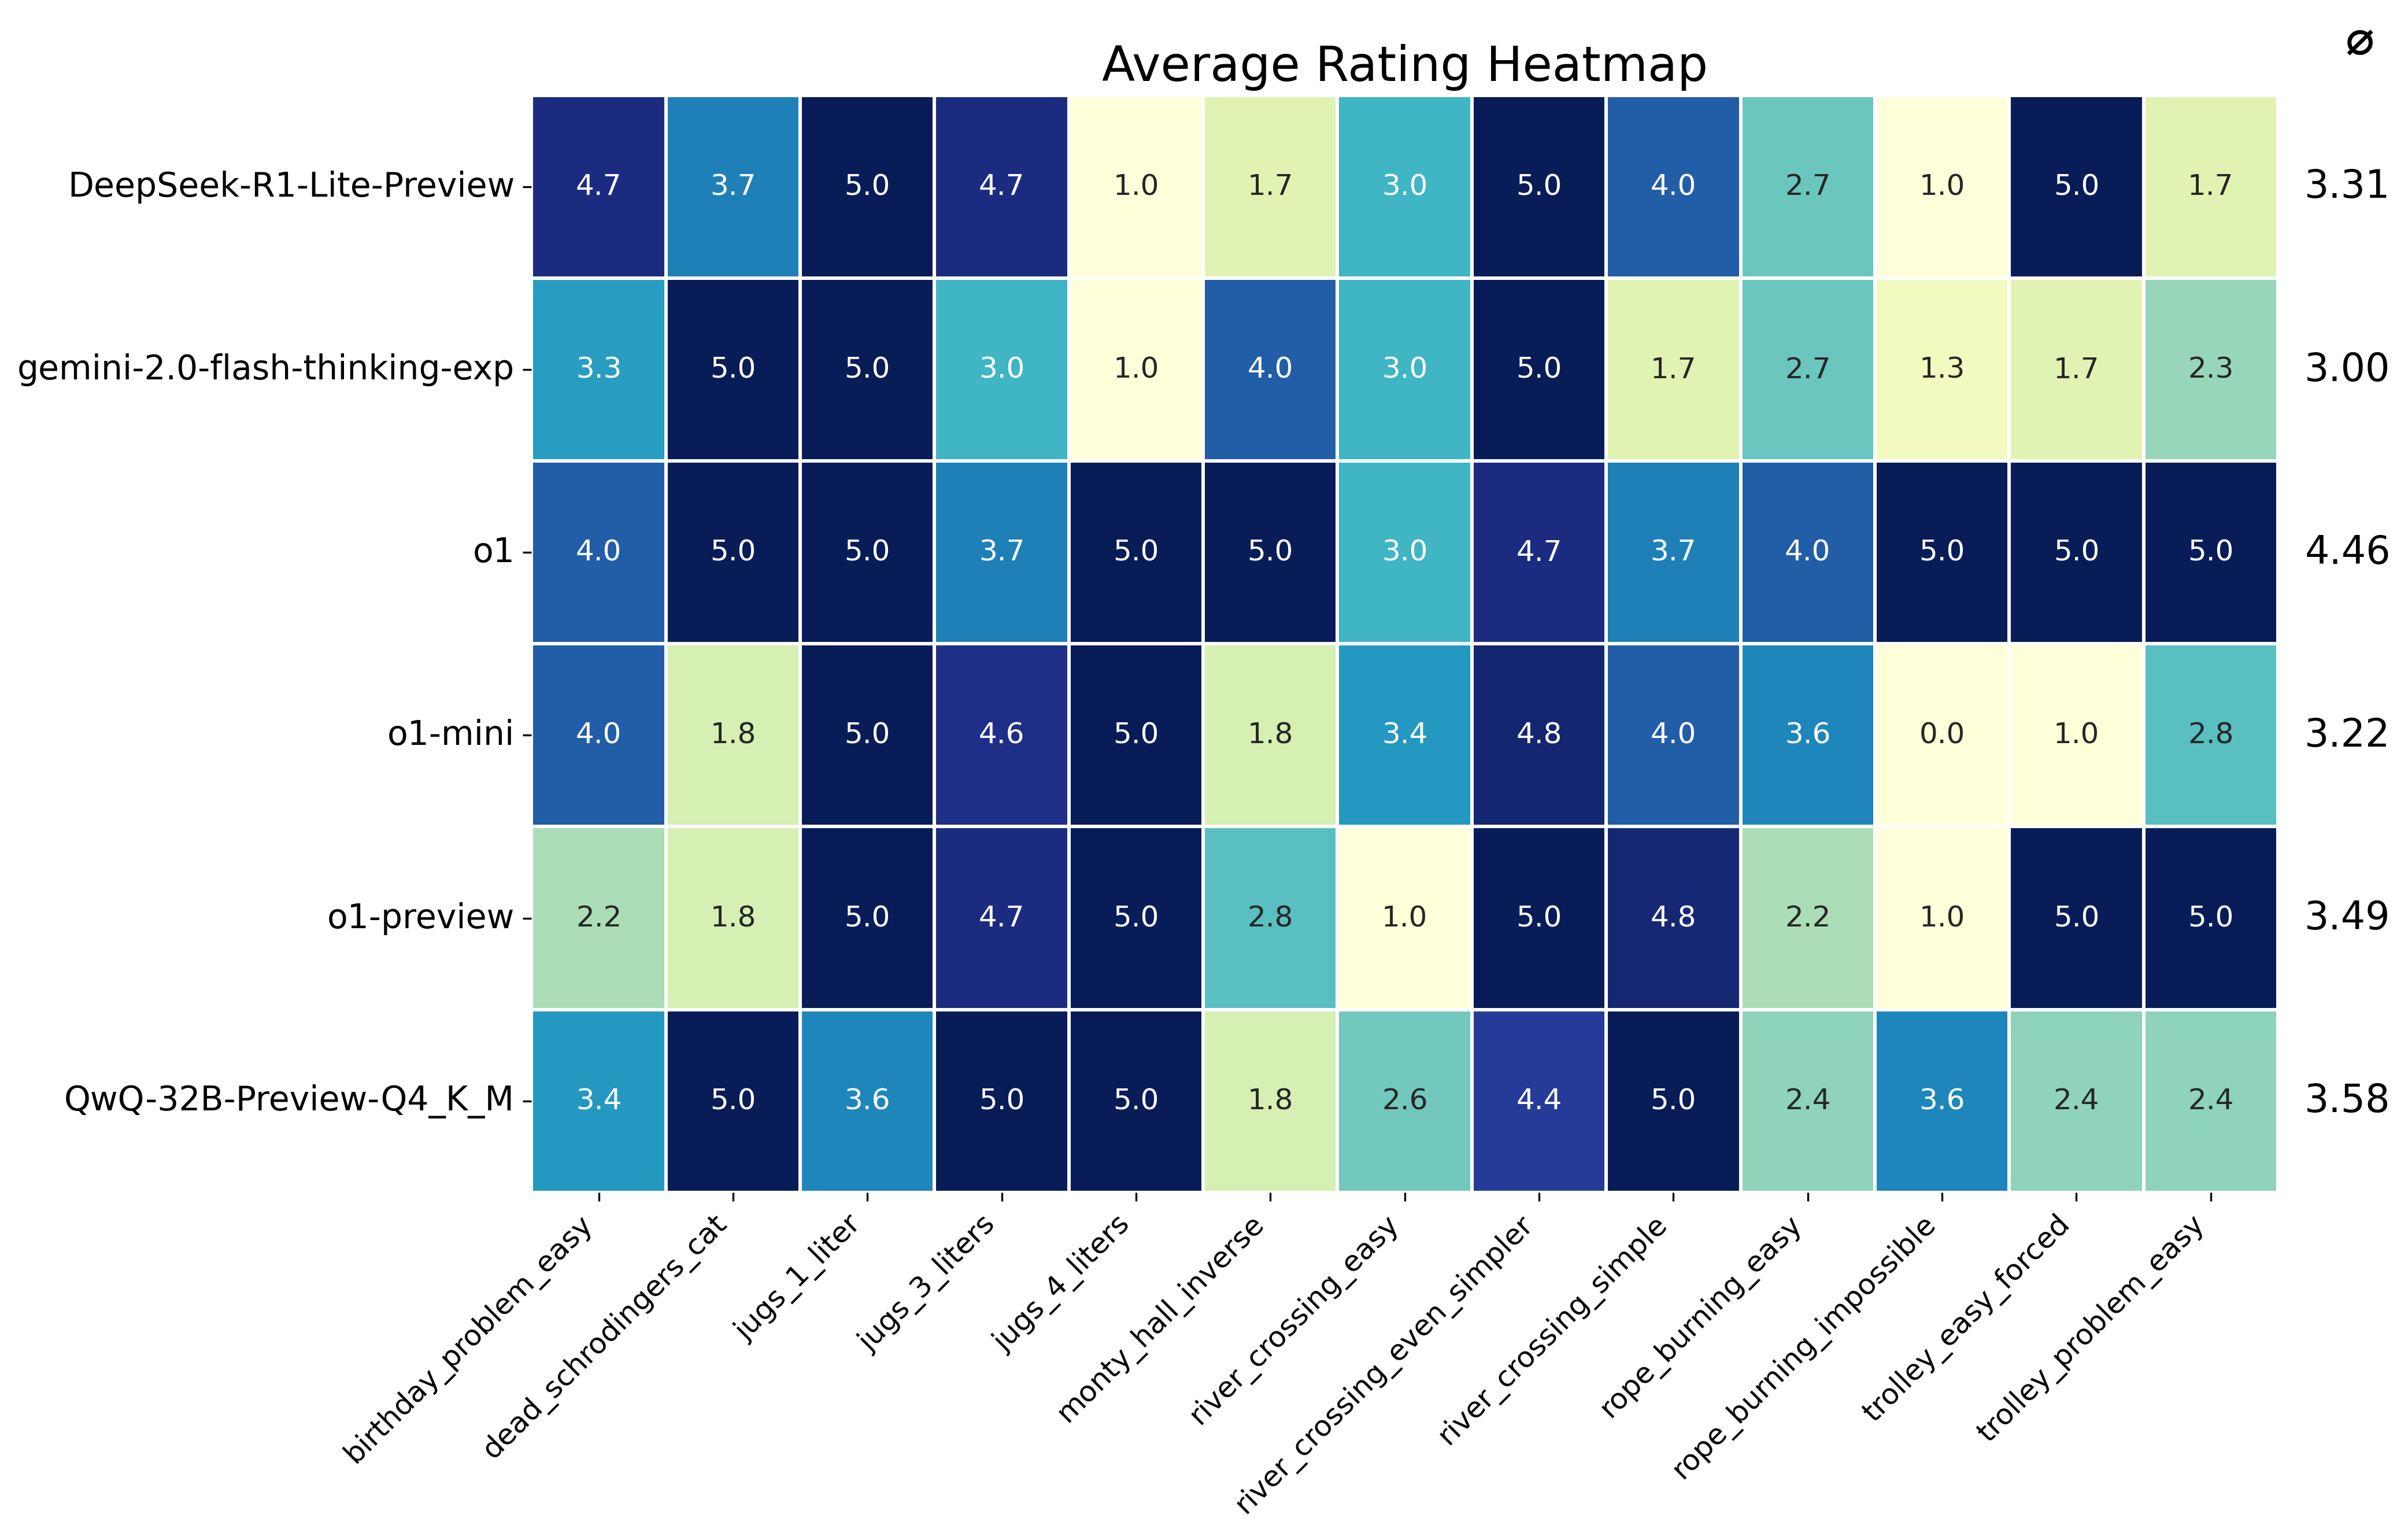 ⌀
Average Rating Heatmap
DeepSeek-R1-Lite-Preview 4.7 3.7 5.0 4.7 1.0 1.7 3.0 5.0 4.0 2.7 1.0 5.0 1.7 3.31
gemini-2.0-flash-thinking-exp 3.3 5.0 5.0 3.0 1.0 4.0 3.0 5.0 1.7 2.7 1.3 1.7 2.3 3.00
o1 4.0 5.0 5.0 3.7 5.0 5.0 3.0 4.7 3.7 4.0 5.0 5.0 5.0 4.46
o1-mini 4.0 1.8 5.0 4.6 5.0 1.8 3.4 4.8 4.0 3.6 0.0 1.0 2.8 3.22
o1-preview 2.2 1.8 5.0 4.7 5.0 2.8 1.0 5.0 4.8 2.2 1.0 5.0 5.0 3.49
QwQ-32B-Preview-Q4_K_M 3.4 5.0 3.6 5.0 5.0 1.8 2.6 4.4 5.0 2.4 3.6 2.4 2.4 3.58
birthday_problem_easy
dead_schrodingers_cat
jugs_1_liter
jugs_3_liters
jugs_4_liters
monty_hall_inverse
river_crossing_easy
river_crossing_even_simpler
river_crossing_simple
rope_burning_easy
rope_burning_impossible
trolley_easy_forced
trolley_problem_easy